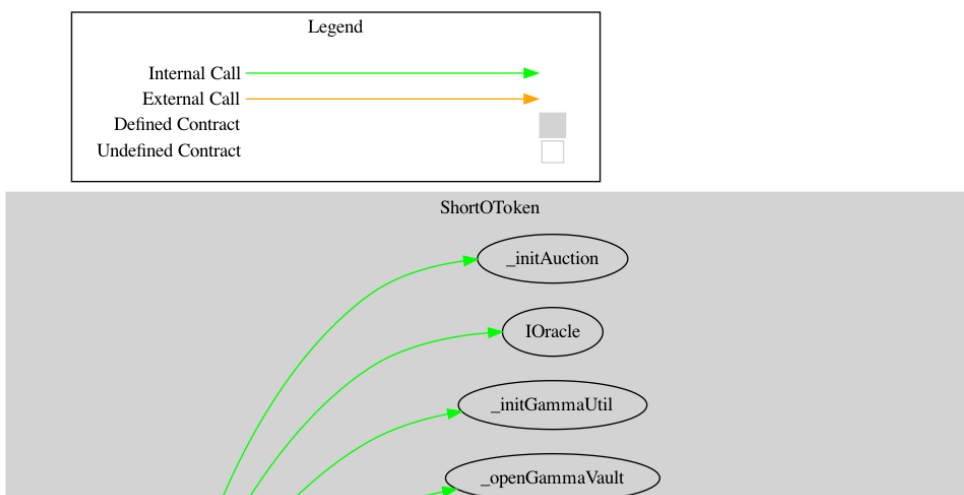 Legend
Internal Call
External Call
Defined Contract
Undefined Contract
ShortOToken
_initAuction
IOracle
_initGammaUtil
_openGammaVault